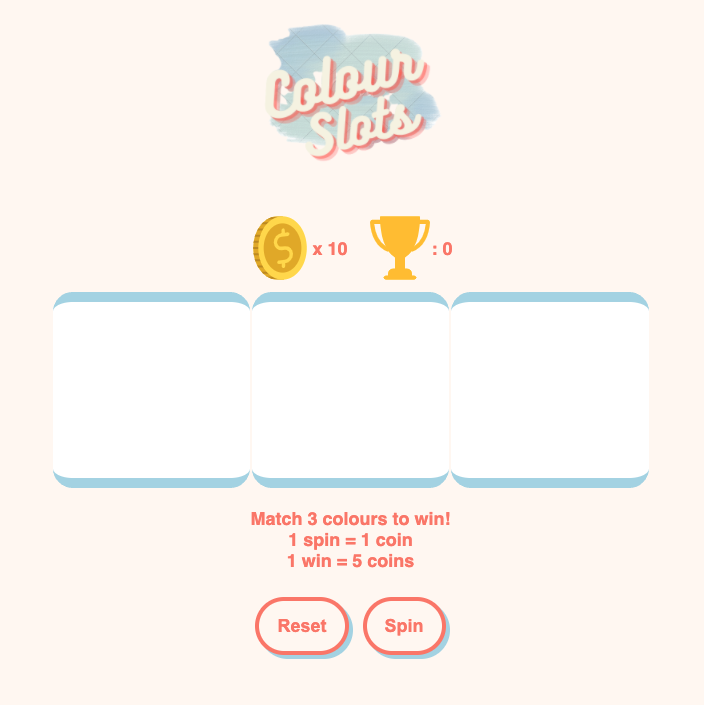 Colour
Slots
$
x 10
: 0
Match 3 colours to win!
1 spin = 1 coin
1 win = 5 coins
Reset
Spin